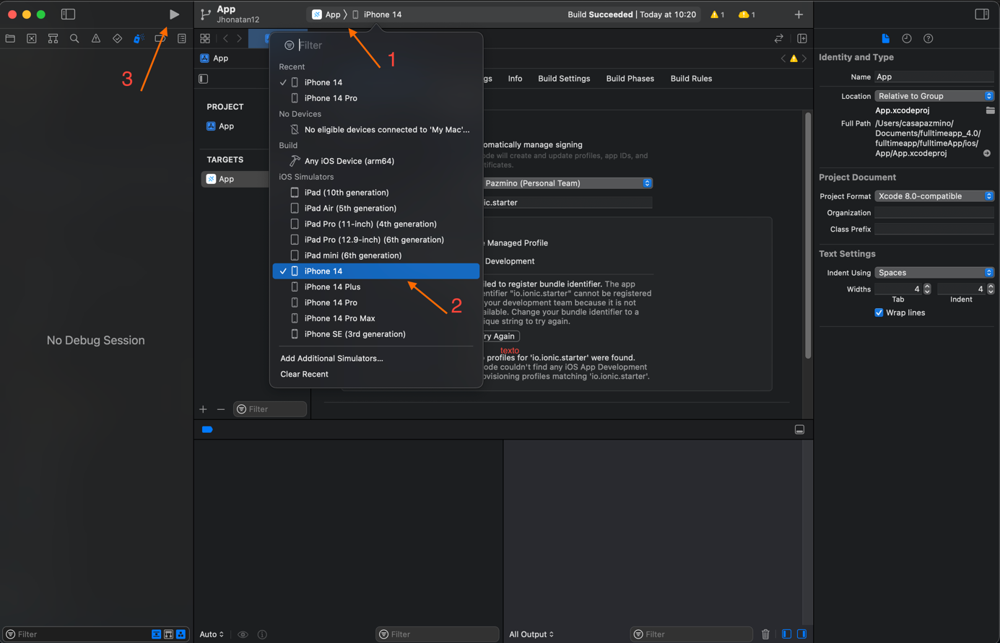 App
Jhonatan12
App 〉 iPhone 14
Build Succeeded | Today at 10:20
1
1
3
1
2
App
Filter
Recent
iPhone 14
iPhone 14 Pro
No Devices
No eligible devices connected to 'My Mac'...
Build
Any iOS Device (arm64)
iOS Simulators
iPad (10th generation)
iPad Air (5th generation)
iPad Pro (11-inch) (4th generation)
iPad Pro (12.9-inch) (6th generation)
iPad mini (6th generation)
iPhone 14
iPhone 14 Plus
iPhone 14 Pro
iPhone 14 Pro Max
iPhone SE (3rd generation)
Add Additional Simulators...
Clear Recent
PROJECT
App
TARGETS
App
Filter
gs Info Build Settings Build Phases Build Rules
omatically manage signing
ode will create and update profiles, app IDs, and
tificates.
Pazmino (Personal Team)
ic.starter
e Managed Profile
Development
led to register bundle identifier. The app
entifier "io.ionic.starter" cannot be registered
your development team because it is not
ailable. Change your bundle identifier to a
ique string to try again.
ry Again
texto
profiles for 'io.ionic.starter' were found.
ode couldn't find any iOS App Development
ovisioning profiles matching 'io.ionic.starter'.
No Debug Session
Filter
Auto
Filter
All Output
Filter
Identity and Type
Name App
Location Relative to Group
App.xcodeproj
Full Path /Users/casapazmino/
Documents/fulltimeapp_4.0/
fulltimeapp/fulltimeApp/ios/
App/App.xcodeproj
Project Document
Project Format Xcode 8.0-compatible
Organization
Class Prefix
Text Settings
Indent Using Spaces
Widths 4 4
Tab Indent
Wrap lines